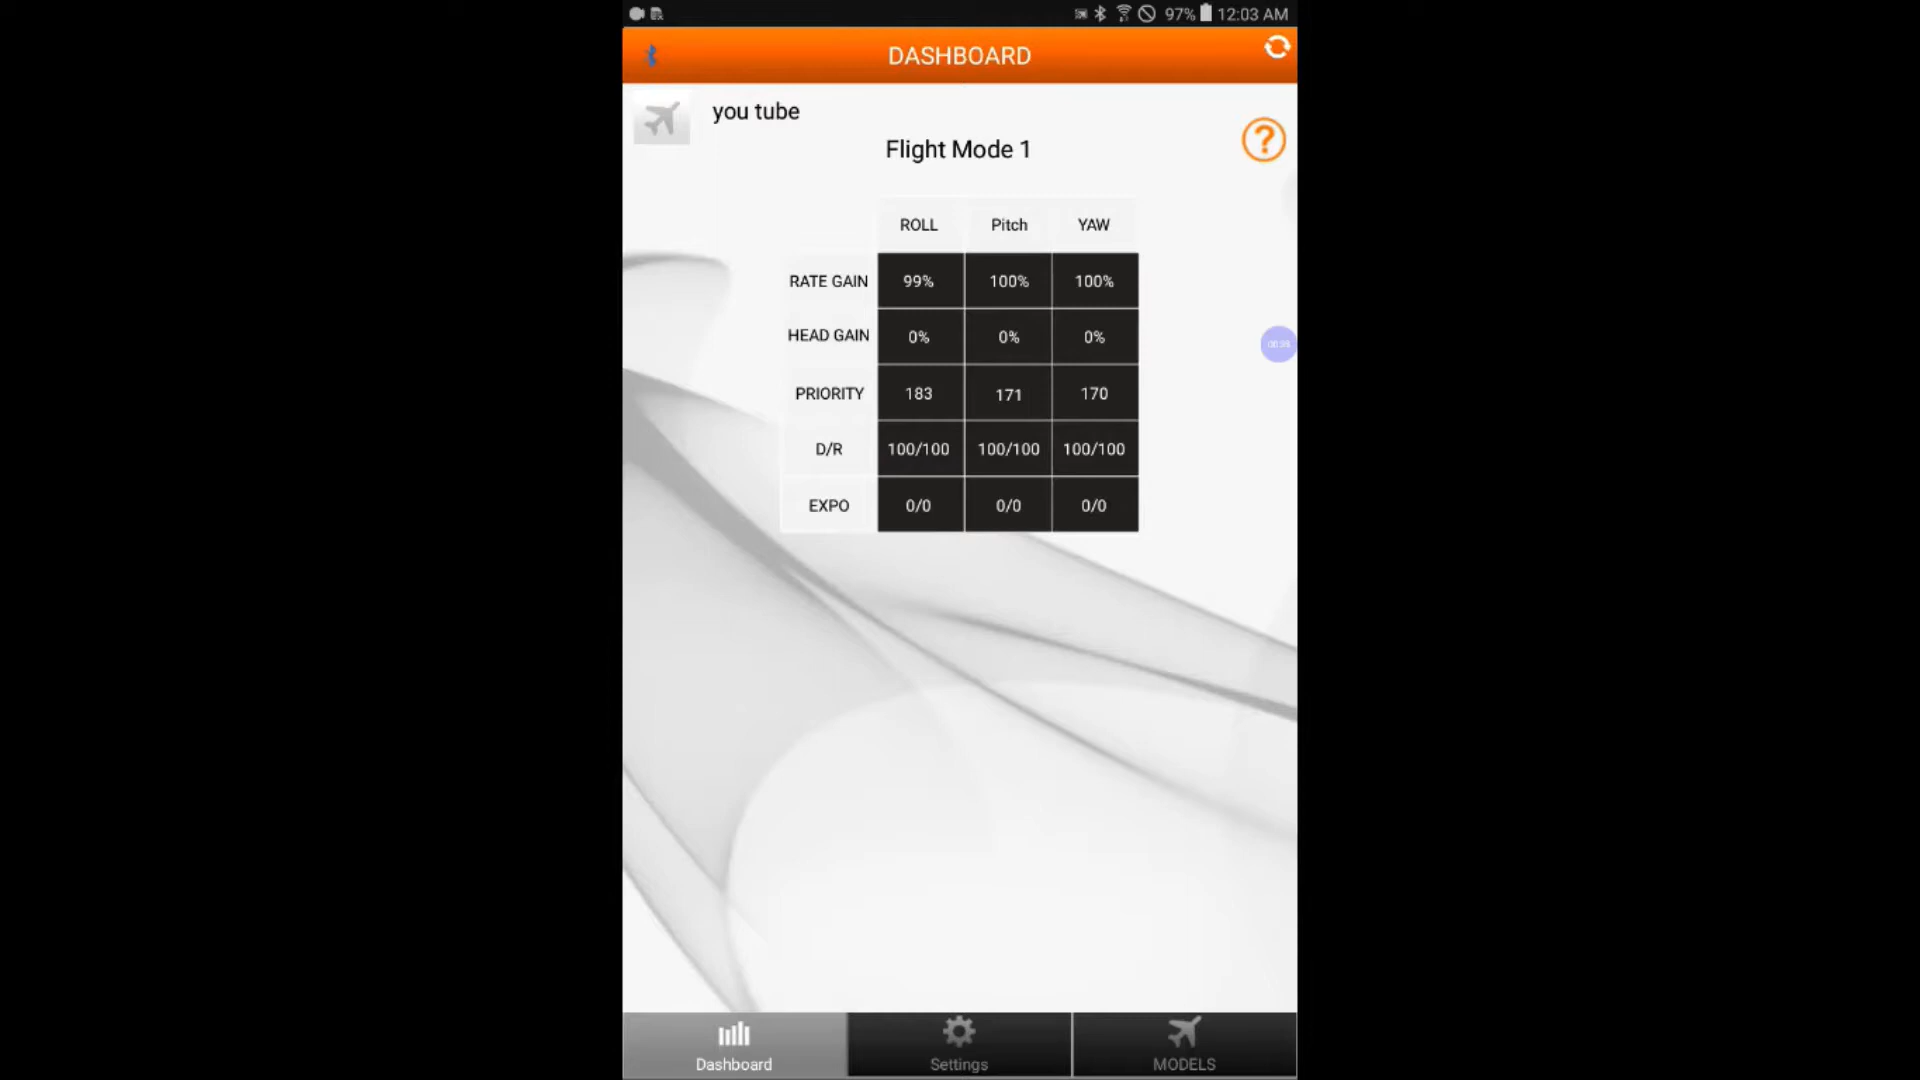 97% 12:03 AM
DASHBOARD
you tube
?
Flight Mode 1
ROLL Pitch YAW
RATE GAIN 99% 100% 100%
HEAD GAIN 0% 0% 0%
PRIORITY 183 171 170
D/R 100/100 100/100 100/100
EXPO 0/0 0/0 0/0
Dashboard Settings MODELS